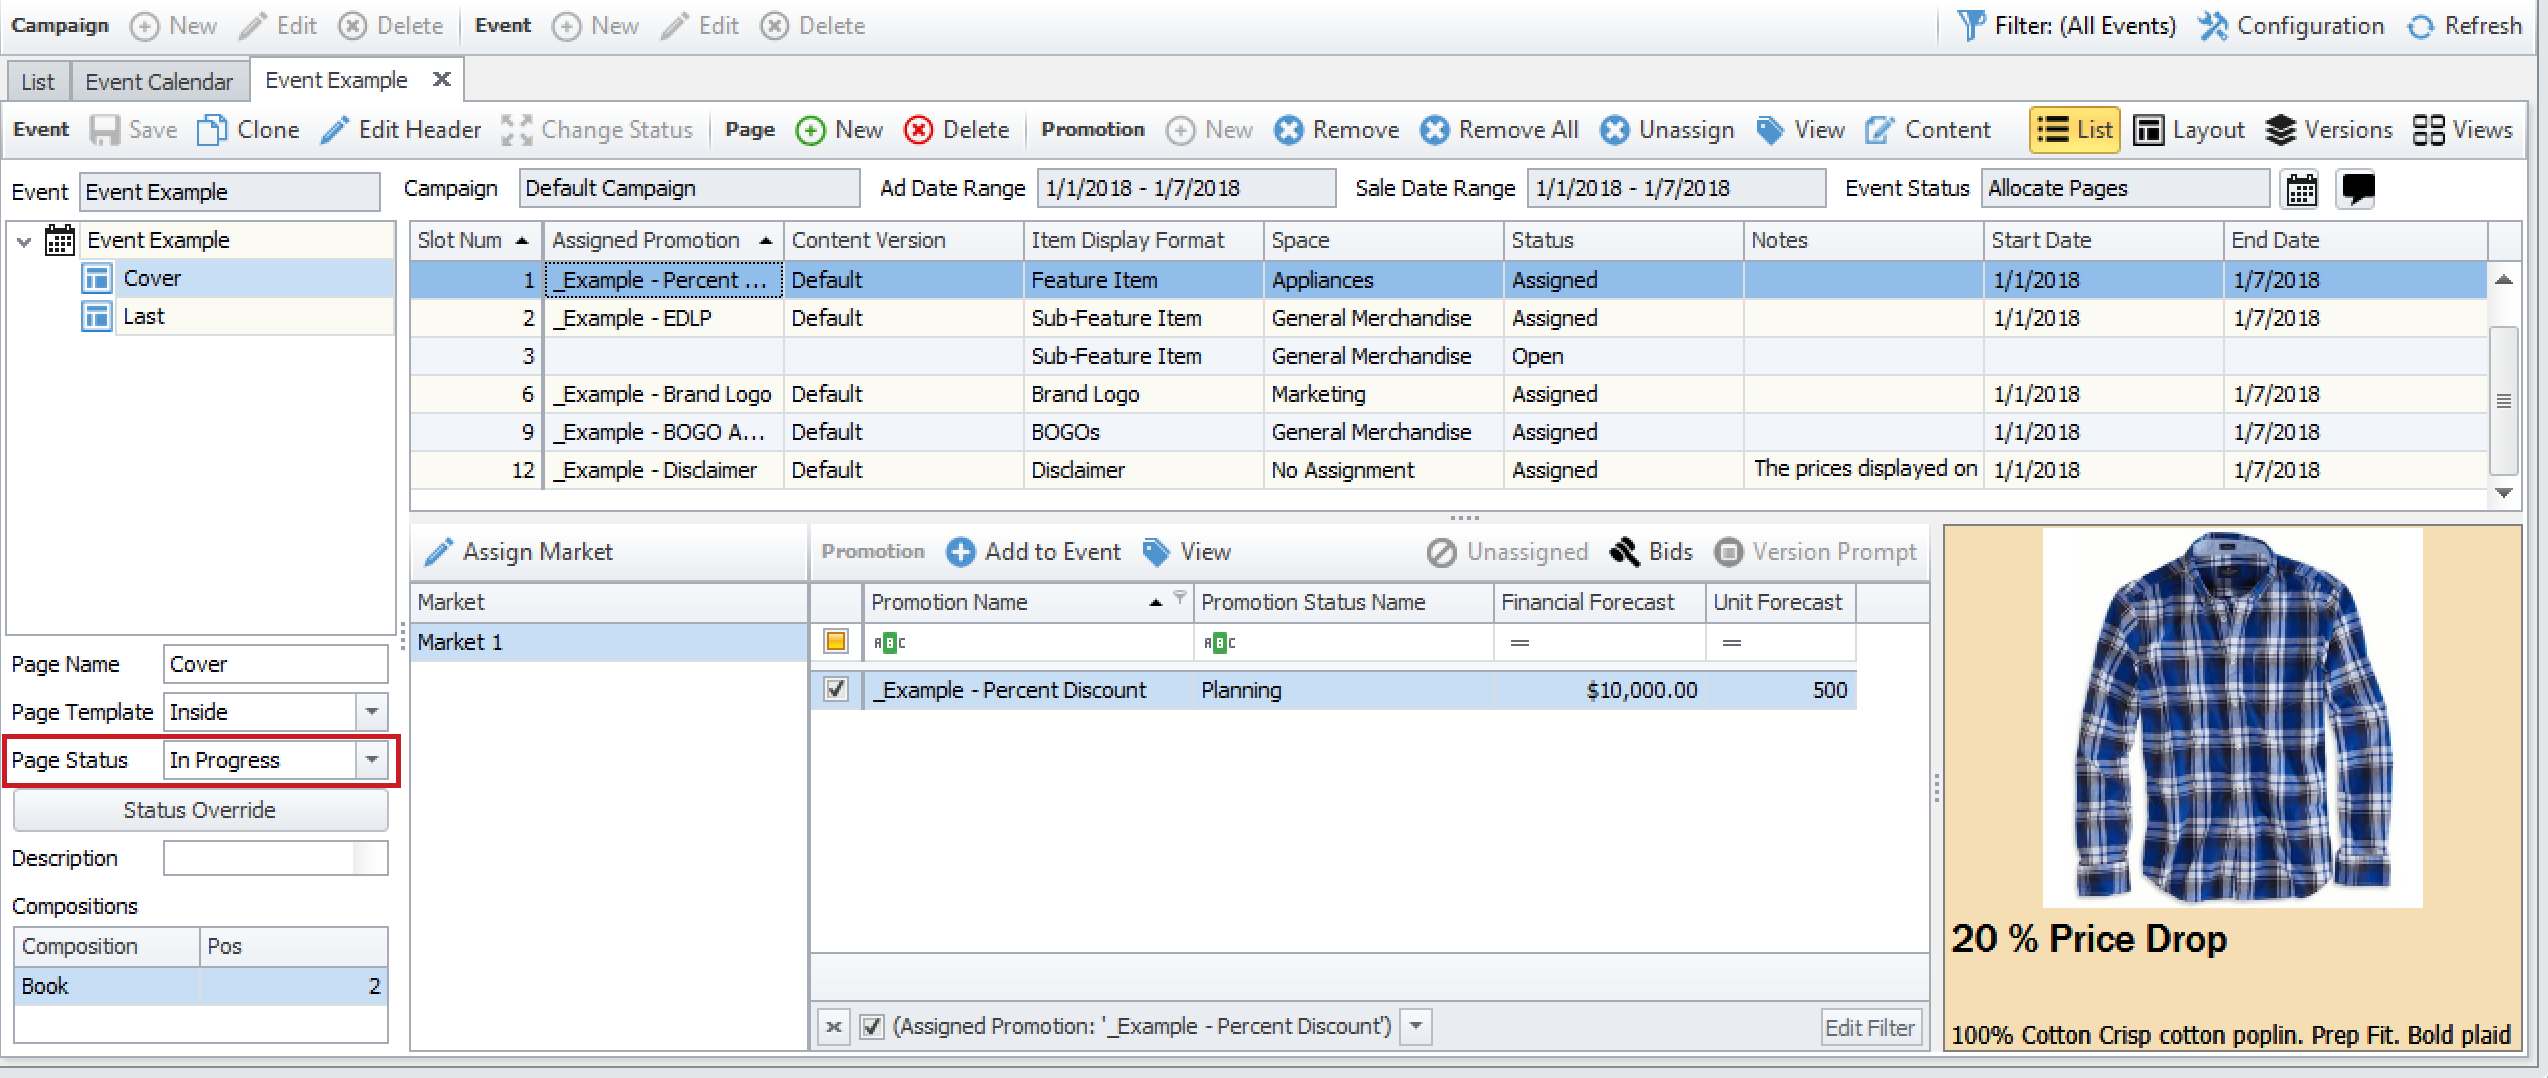 Campaign New Edit Delete Event New Edit Delete Filter: (All Events) Configuration Refresh
List Event Calendar Event Example
Event Save Clone Edit Header Change Status Page New Delete Promotion New Remove Remove All Unassign View Content List Layout Versions Views
Event Event Example Campaign Default Campaign Ad Date Range 1/1/2018 - 1/7/2018 Sale Date Range 1/1/2018 - 1/7/2018 Event Status Allocate Pages
Event Example
Cover
Last
Slot Num Assigned Promotion Content Version Item Display Format Space Status Notes Start Date End Date
1 _Example - Percent ... Default Feature Item Appliances Assigned 1/1/2018 1/7/2018
2 _Example - EDLP Default Sub-Feature Item General Merchandise Assigned 1/1/2018 1/7/2018
3 Sub-Feature Item General Merchandise Open
6 _Example - Brand Logo Default Brand Logo Marketing Assigned 1/1/2018 1/7/2018
9 _Example - BOGO A... Default BOGOs General Merchandise Assigned 1/1/2018 1/7/2018
12 _Example - Disclaimer Default Disclaimer No Assignment Assigned The prices displayed on 1/1/2018 1/7/2018
Page Name Cover
Page Template Inside
Page Status In Progress
Status Override
Description
Compositions
Composition Pos
Book 2
Assign Market
Market
Market 1
Promotion Add to Event View Unassigned Bids Version Prompt
Promotion Name Promotion Status Name Financial Forecast Unit Forecast
ABC ABC = =
_Example - Percent Discount Planning $10,000.00 500
(Assigned Promotion: '_Example - Percent Discount') Edit Filter
20 % Price Drop
100% Cotton Crisp cotton poplin. Prep Fit. Bold plaid